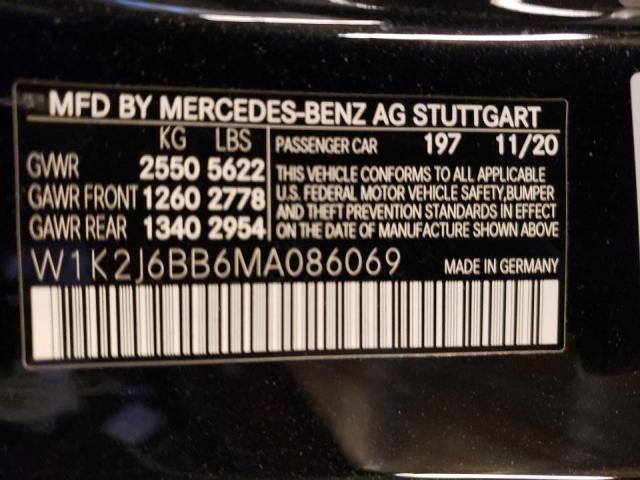 MFD BY MERCEDES-BENZ AG STUTTGART
KG LBS
GVWR 2550 5622
GAWR FRONT 1260 2778
GAWR REAR 1340 2954
PASSENGER CAR 197 11/20
THIS VEHICLE CONFORMS TO ALL APPLICABLE
U.S. FEDERAL MOTOR VEHICLE SAFETY,BUMPER
AND THEFT PREVENTION STANDARDS IN EFFECT
ON THE DATE OF MANUFACTURE SHOWN ABOVE
W1K2J6BB6MA086069 MADE IN GERMANY